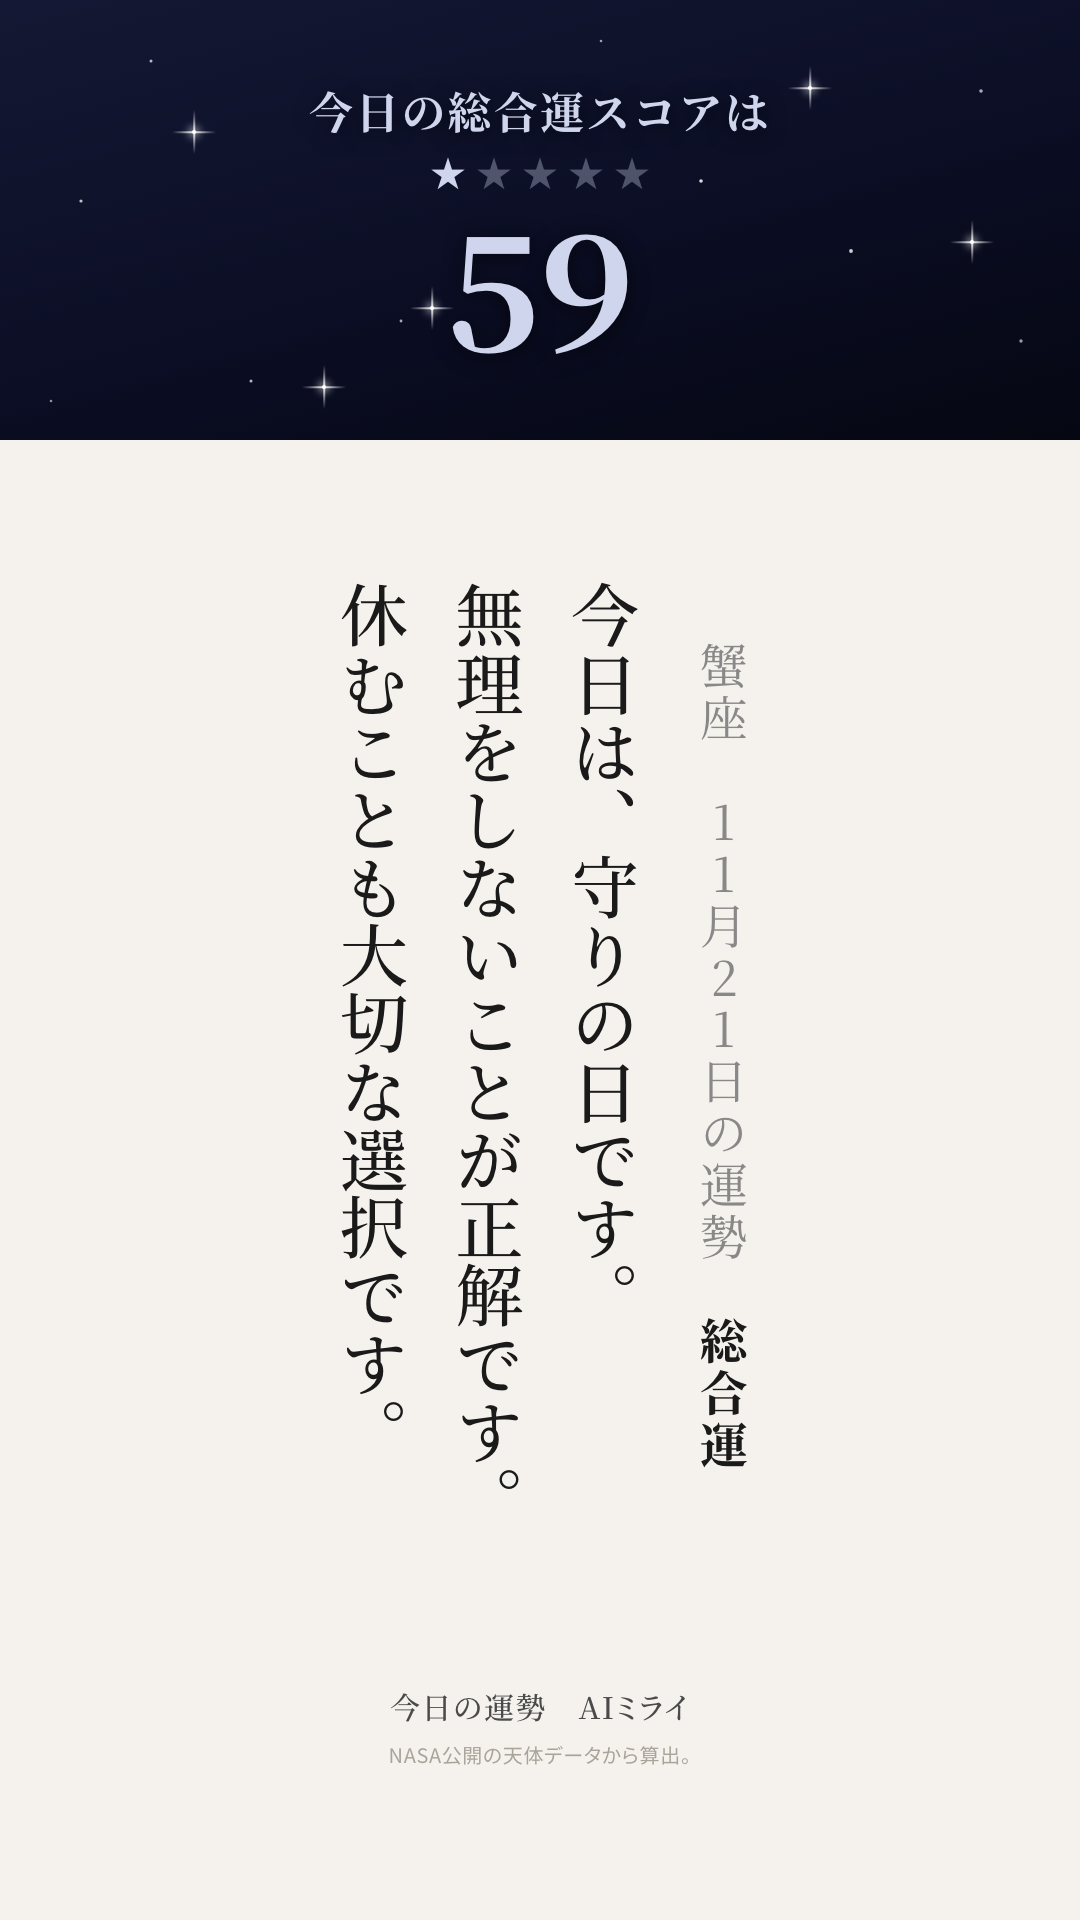 今日の総合運スコアは
★★★★★
59
蟹座　11月21日の運勢　総合運
今日は、守りの日です。
無理をしないことが正解です。
休むことも大切な選択です。
今日の運勢　AIミライ
NASA公開の天体データから算出。